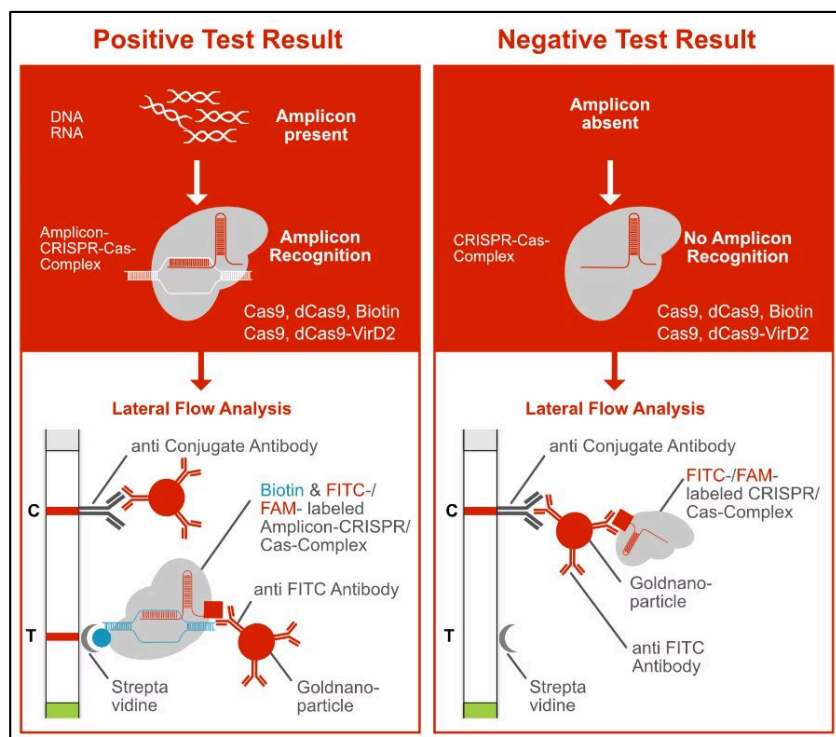 Positive Test Result
DNA
RNA
Amplicon
present
Amplicon-
CRISPR-Cas-
Complex
Amplicon
Recognition
Cas9, dCas9, Biotin
Cas9, dCas9-VirD2
Lateral Flow Analysis
anti Conjugate Antibody
C
Biotin & FITC-/
FAM- labeled
Amplicon-CRISPR/
Cas-Complex
anti FITC Antibody
T
Strepta
vidine
Goldnano-
particle
Negative Test Result
Amplicon
absent
CRISPR-Cas-
Complex
No Amplicon
Recognition
Cas9, dCas9, Biotin
Cas9, dCas9-VirD2
Lateral Flow Analysis
anti Conjugate Antibody
FITC-/FAM-
labeled CRISPR/
Cas-Complex
C
Goldnano-
particle
T
anti FITC
Antibody
Strepta
vidine